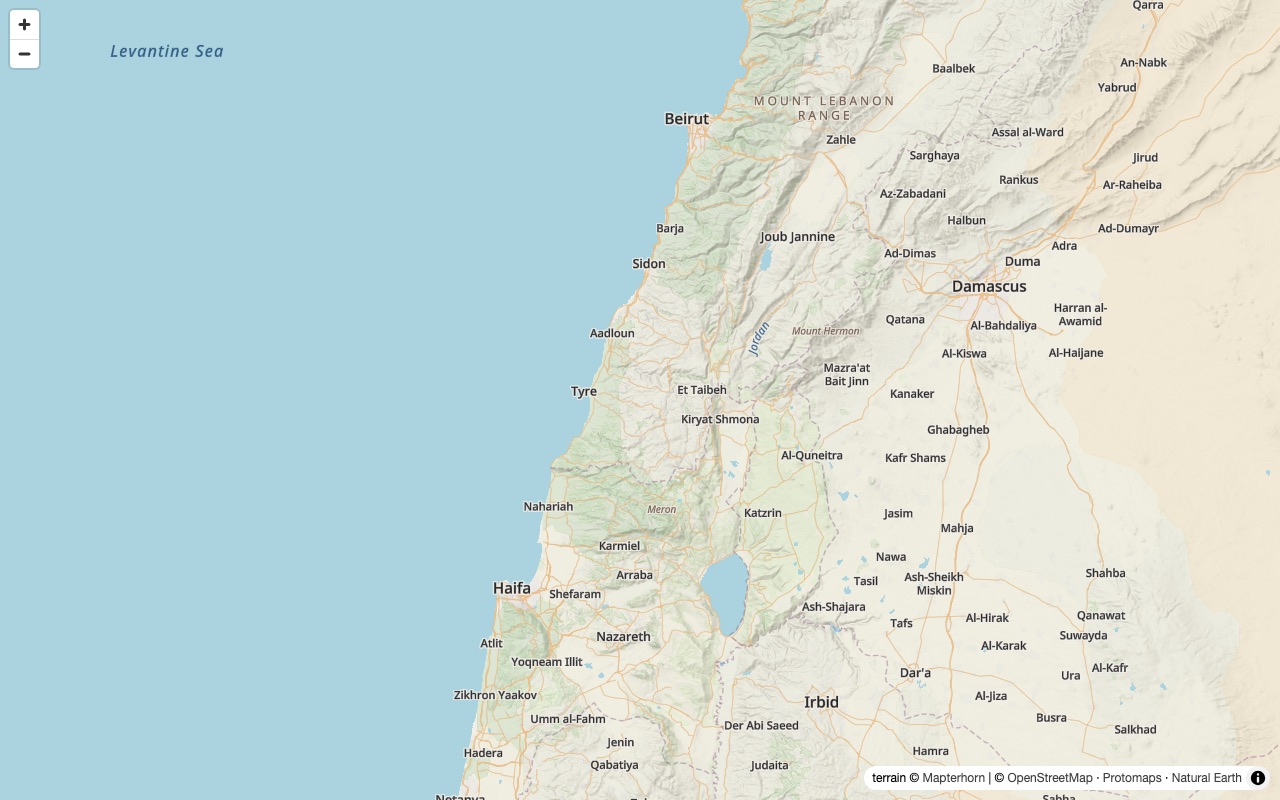 +
−
Levantine Sea
Qarra
An-Nabk
Baalbek
Yabrud
MOUNT LEBANON
RANGE
Beirut
Zahle
Assal al-Ward
Sarghaya
Jirud
Rankus
Ar-Raheiba
Az-Zabadani
Halbun
Barja
Ad-Dumayr
Joub Jannine
Adra
Ad-Dimas
Duma
Sidon
Damascus
Harran al-
Awamid
Qatana
Al-Bahdaliya
Aadloun
Jordan
Mount Hermon
Al-Kiswa
Al-Haijane
Mazra'at
Bait Jinn
Tyre
Et Taibeh
Kanaker
Kiryat Shmona
Ghabagheb
Al-Quneitra
Kafr Shams
Nahariah
Meron
Katzrin
Jasim
Mahja
Karmiel
Nawa
Arraba
Tasil
Ash-Sheikh
Miskin
Shahba
Haifa
Shefaram
Ash-Shajara
Al-Hirak
Qanawat
Tafs
Nazareth
Suwayda
Atlit
Al-Karak
Yoqneam Illit
Al-Kafr
Dar'a
Ura
Zikhron Yaakov
Al-Jiza
Irbid
Umm al-Fahm
Der Abi Saeed
Busra
Salkhad
Jenin
Hadera
Hamra
Qabatiya
Judaita
terrain © Mapterhorn | © OpenStreetMap · Protomaps · Natural Earth